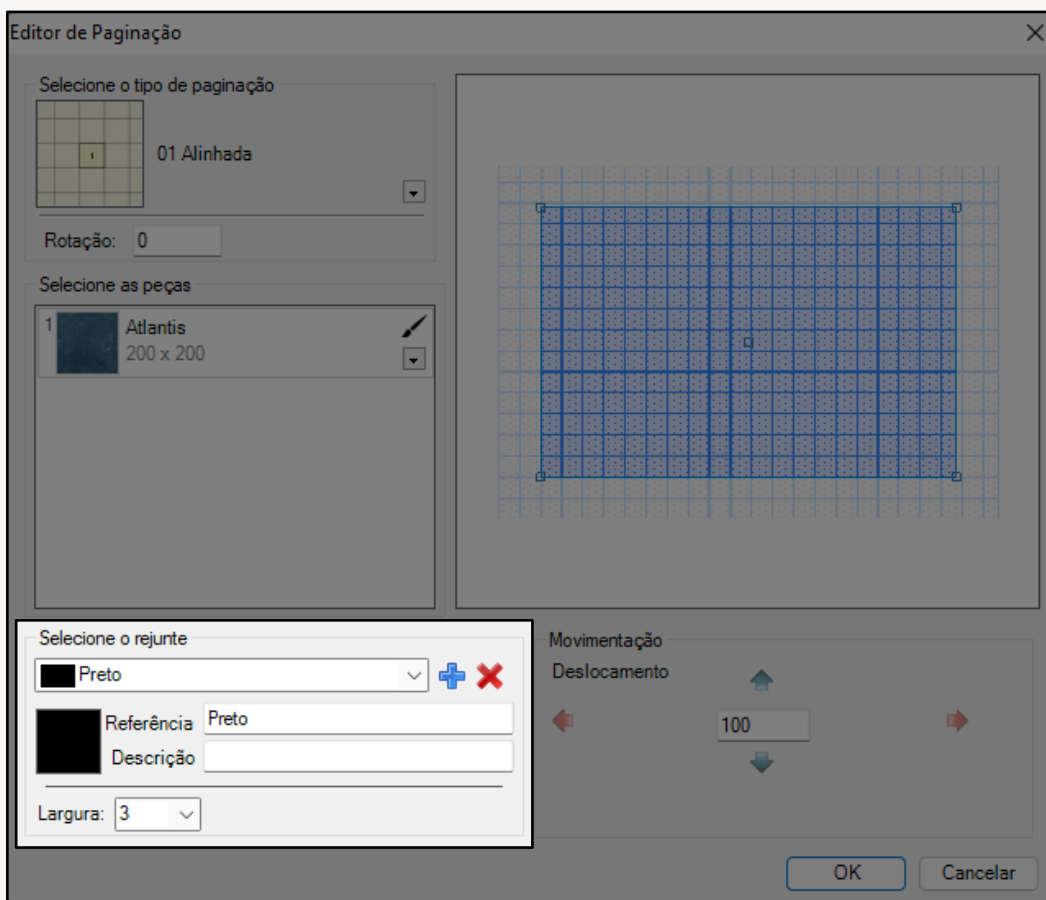 Editor de Paginação
Selecione o tipo de paginação
1
01 Alinhada
Rotação: 0
Selecione as peças
1
Atlantis
200 x 200
Selecione o rejunte
Preto
Referência Preto
Descrição
Largura: 3
Movimentação
Deslocamento
100
OK
Cancelar